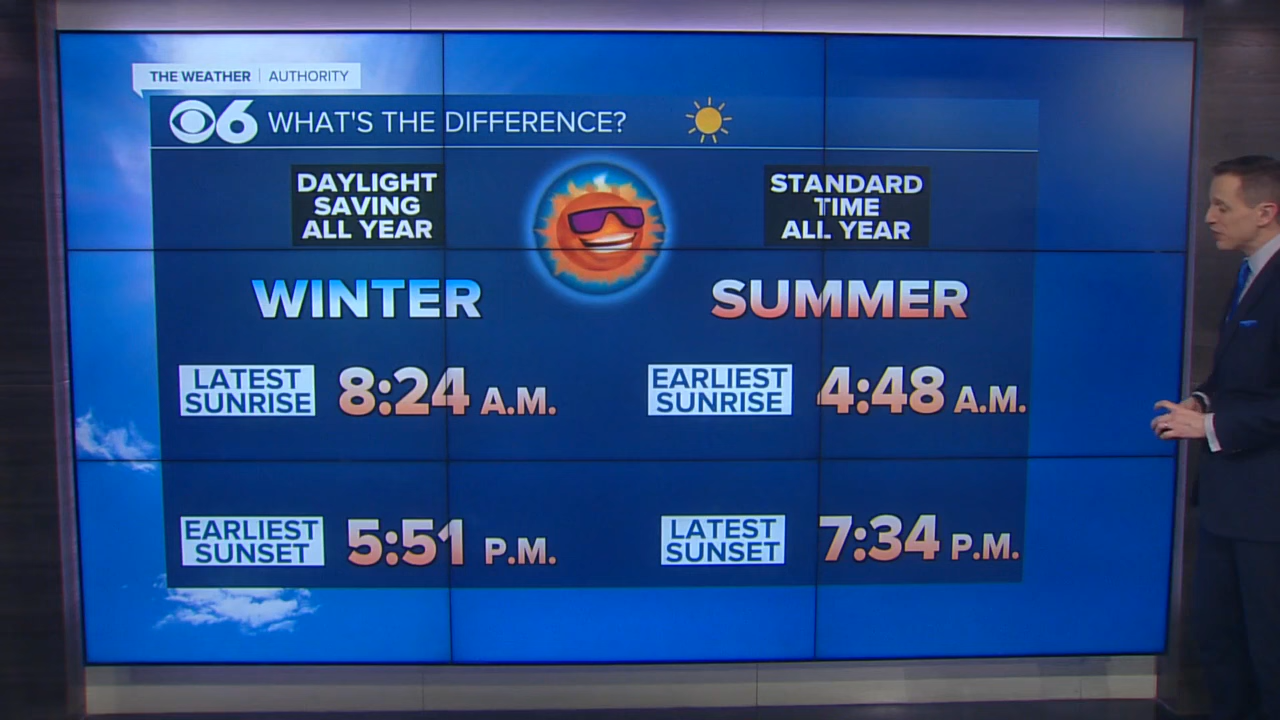 THE WEATHER | AUTHORITY
6 WHAT'S THE DIFFERENCE?
DAYLIGHT
SAVING
ALL YEAR
WINTER
LATEST
SUNRISE
8:24 A.M.
EARLIEST
SUNSET
5:51 P.M.
STANDARD
TIME
ALL YEAR
SUMMER
EARLIEST
SUNRISE
4:48 A.M.
LATEST
SUNSET
7:34 P.M.